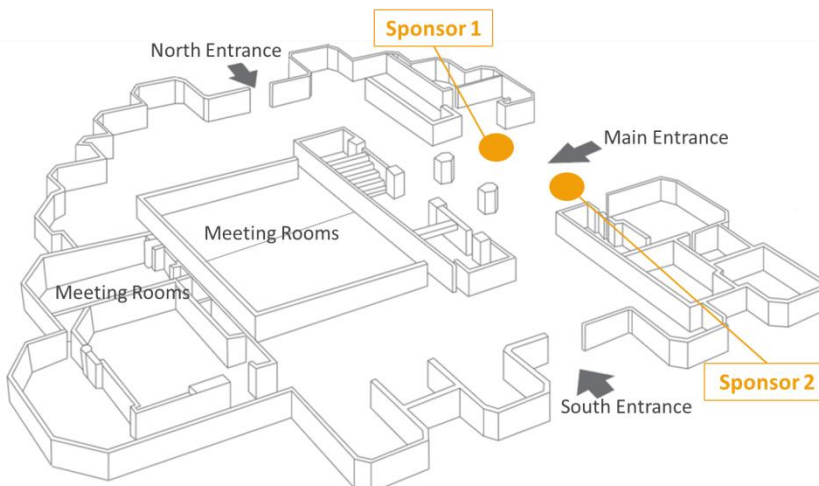 Sponsor 1
North Entrance
Main Entrance
Meeting Rooms
Meeting Rooms
Sponsor 2
South Entrance